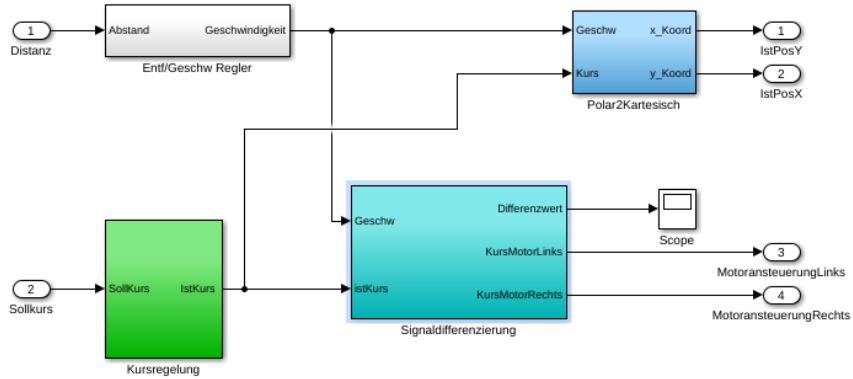 1
Distanz
Abstand
Geschwindigkeit
Entf/Geschw Regler
Geschw
x_Koord
Kurs
y_Koord
Polar2Kartesisch
1
IstPosY
2
IstPosX
Geschw
Differenzwert
KursMotorLinks
istKurs
KursMotorRechts
Signaldifferenzierung
Scope
3
MotoransteuerungLinks
4
MotoransteuerungRechts
2
Sollkurs
SollKurs
IstKurs
Kursregelung